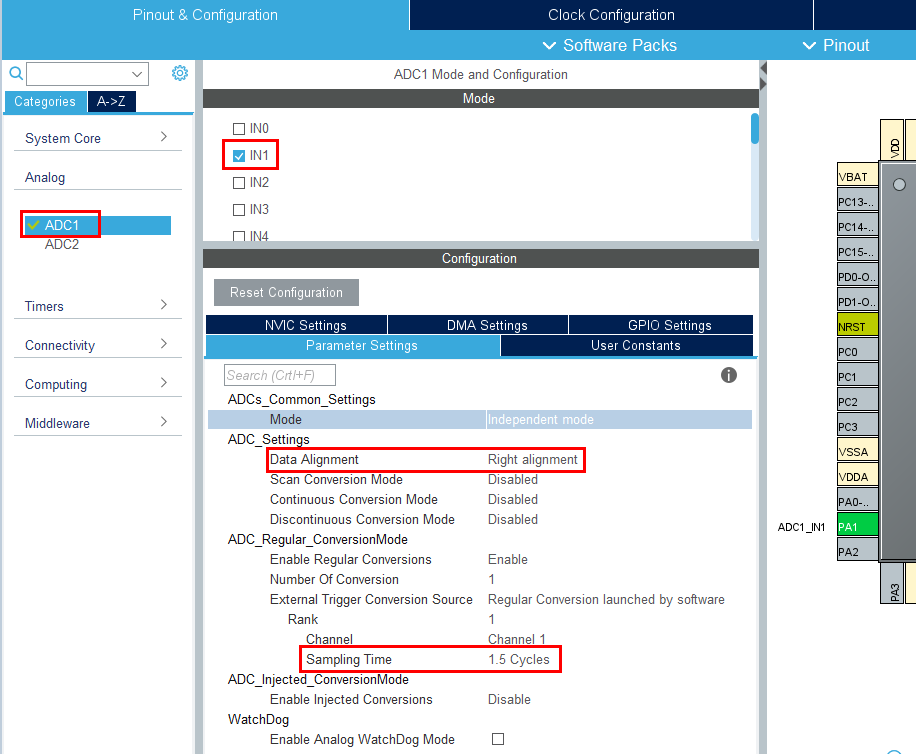 Pinout & Configuration
Clock Configuration
Software Packs
Pinout
Categories
A->Z
System Core
Analog
ADC1
ADC2
Timers
Connectivity
Computing
Middleware
ADC1 Mode and Configuration
Mode
IN0
IN1
IN2
IN3
IN4
Configuration
Reset Configuration
NVIC Settings
DMA Settings
GPIO Settings
Parameter Settings
User Constants
Search (Crtl+F)
ADCs_Common_Settings
Mode Independent mode
ADC_Settings
Data Alignment Right alignment
Scan Conversion Mode Disabled
Continuous Conversion Mode Disabled
Discontinuous Conversion Mode Disabled
ADC_Regular_ConversionMode
Enable Regular Conversions Enable
Number Of Conversion 1
External Trigger Conversion Source Regular Conversion launched by software
Rank 1
Channel Channel 1
Sampling Time 1.5 Cycles
ADC_Injected_ConversionMode
Enable Injected Conversions Disable
WatchDog
Enable Analog WatchDog Mode
VDD
VBAT
PC13-..
PC14-..
PC15-..
PD0-O..
PD1-O..
NRST
PC0
PC1
PC2
PC3
VSSA
VDDA
PA0-..
ADC1_IN1 PA1
PA2
PA3